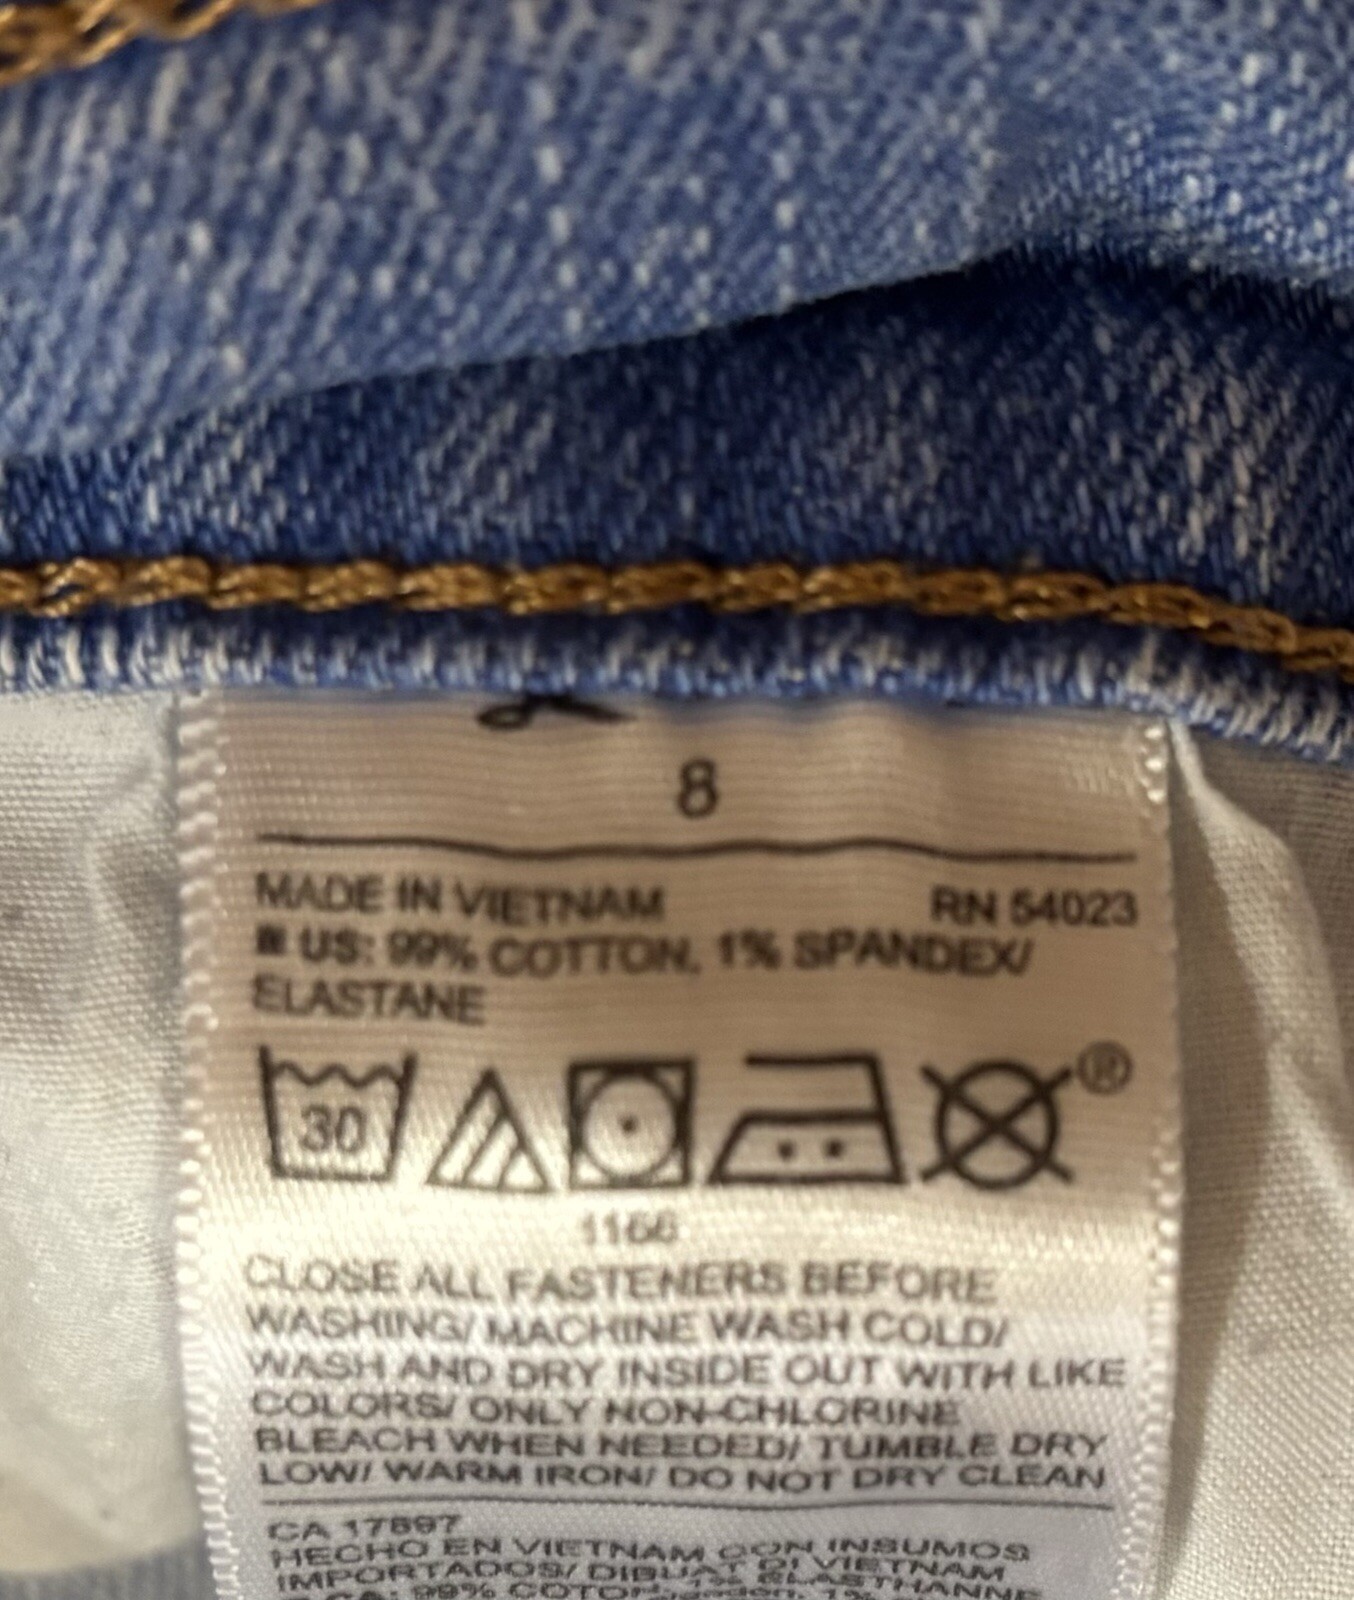 8
MADE IN VIETNAM RN 54023
US: 99% COTTON, 1% SPANDEX/
ELASTANE
30
®
1166
CLOSE ALL FASTENERS BEFORE
WASHING/ MACHINE WASH COLD/
WASH AND DRY INSIDE OUT WITH LIKE
COLORS/ ONLY NON-CHLORINE
BLEACH WHEN NEEDED/ TUMBLE DRY
LOW/ WARM IRON/ DO NOT DRY CLEAN
CA 17897
HECHO EN VIETNAM CON INSUMOS
IMPORTADOS/ DIBUAT DI VIETNAM
99%